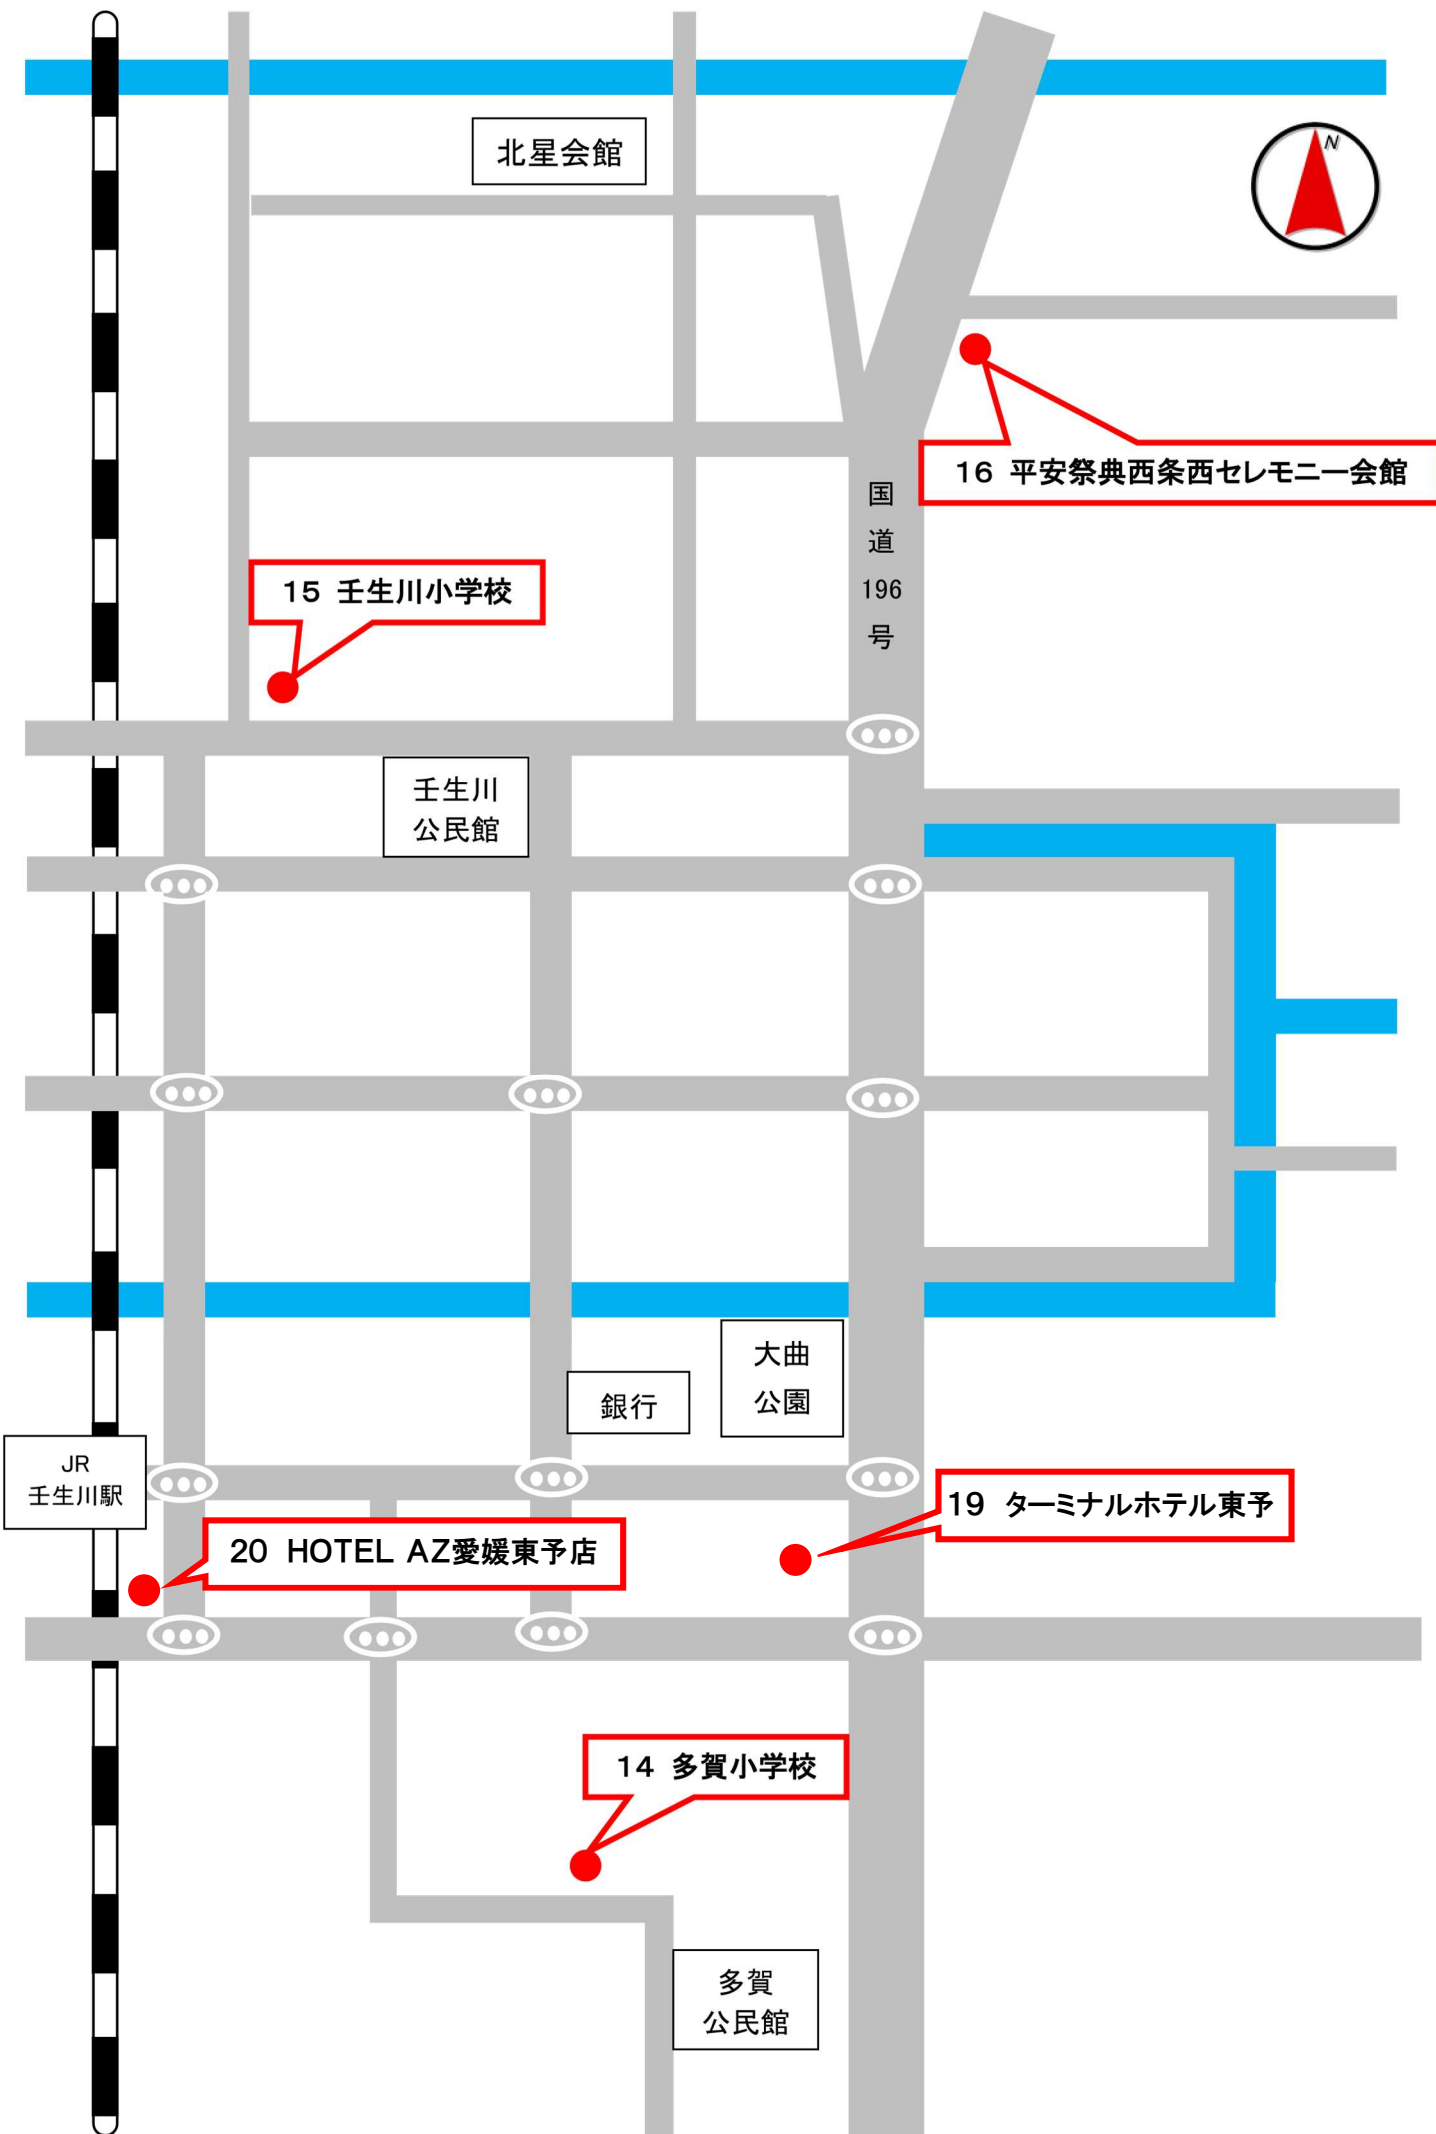 北星会館
N
16 平安祭典西条西セレモニー会館
国
道
196
号
15 壬生川小学校
壬生川
公民館
大曲
公園
銀行
JR
壬生川駅
19 ターミナルホテル東予
20 HOTEL AZ愛媛東予店
14 多賀小学校
多賀
公民館